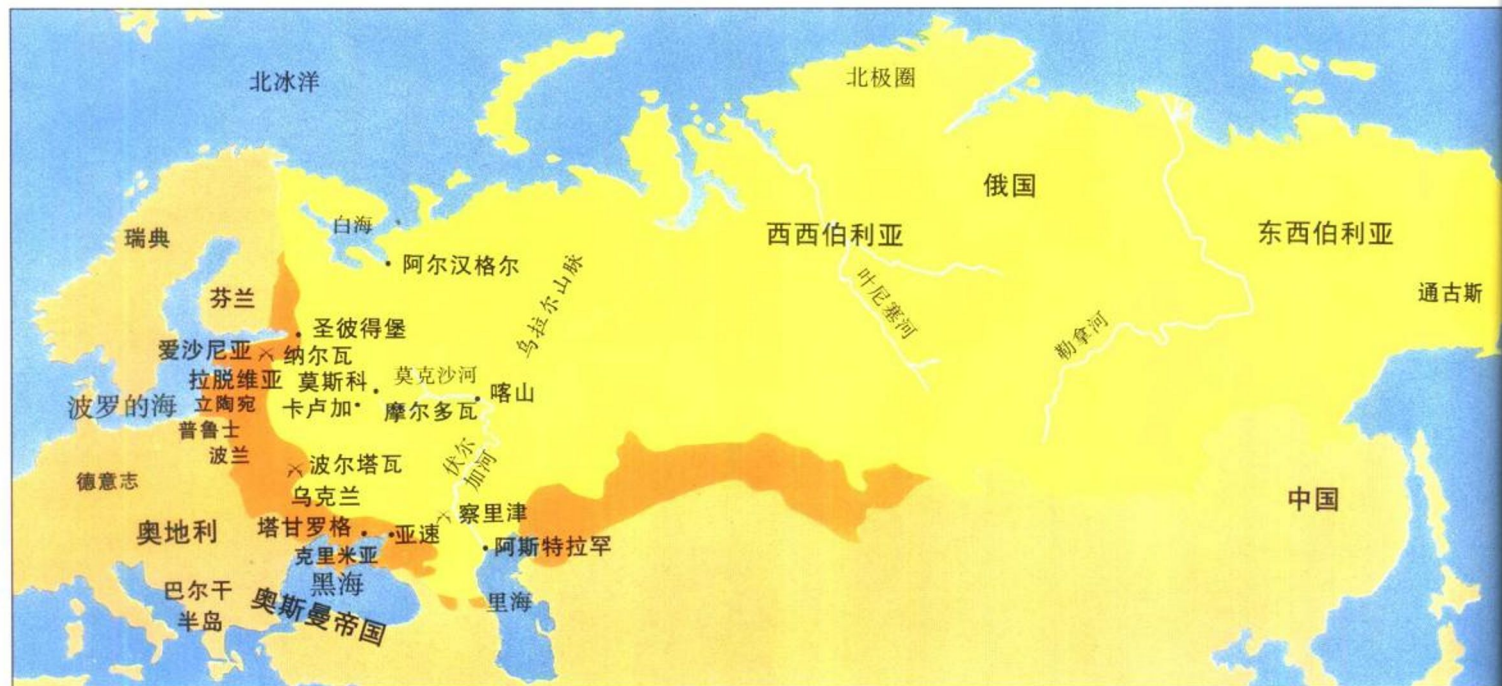 北冰洋
北极圈
俄国
白海
瑞典
西西伯利亚
东西伯利亚
阿尔汉格尔
乌拉尔山脉
叶尼塞河
通古斯
芬兰
勒拿河
圣彼得堡
爱沙尼亚
纳尔瓦
拉脱维亚
莫斯科
莫克沙河
喀山
波罗的海
立陶宛
卡卢加
摩尔多瓦
普鲁士
波兰
伏尔
加河
波尔塔瓦
德意志
乌克兰
中国
察里津
奥地利
塔甘罗格
亚速
阿斯特拉罕
克里米亚
黑海
巴尔干
半岛
奥斯曼帝国
里海